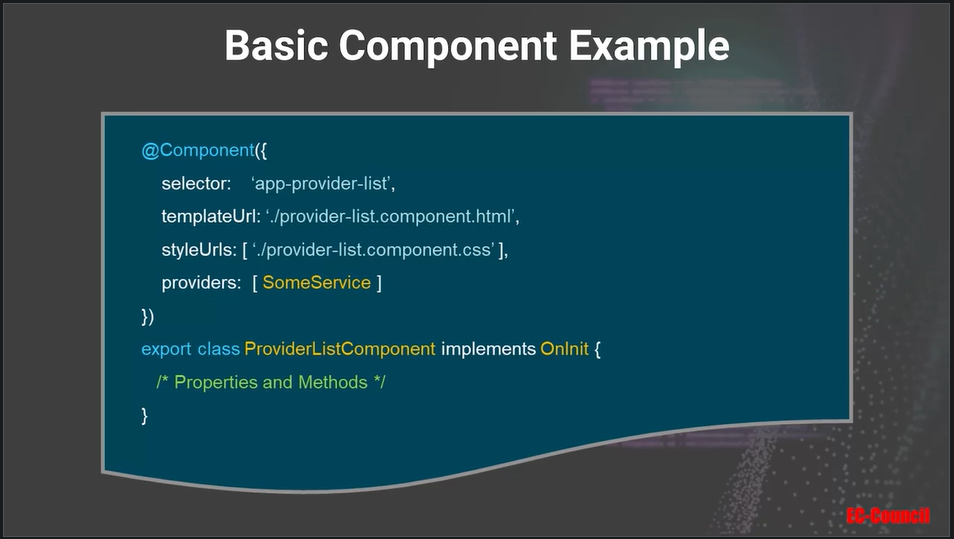 Basic Component Example
@Component({
selector: ‘app-provider-list’,
templateUrl: ‘./provider-list.component.html’,
styleUrls: [ ‘./provider-list.component.css’ ],
providers: [ SomeService ]
})
export class ProviderListComponent implements OnInit {
/* Properties and Methods */
}
EC-Council